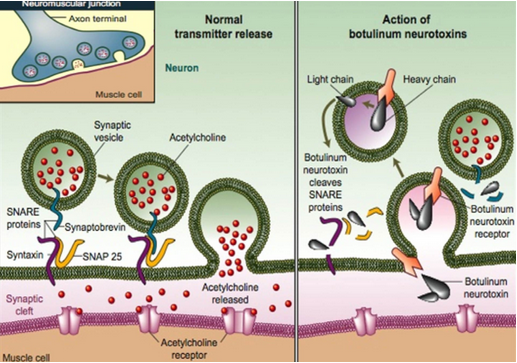 Neuromuscular junction
Axon terminal
Neuron
Muscle cell
Normal
transmitter release
Synaptic
vesicle
Acetylcholine
SNARE
proteins
Synaptobrevin
Syntaxin
SNAP 25
Acetylcholine
released
Synaptic
cleft
Acetylcholine
receptor
Muscle cell
Action of
botulinum neurotoxins
Light chain
Heavy chain
Botulinum
neurotoxin
cleaves
SNARE
proteins
Botulinum
neurotoxin
receptor
Botulinum
neurotoxin